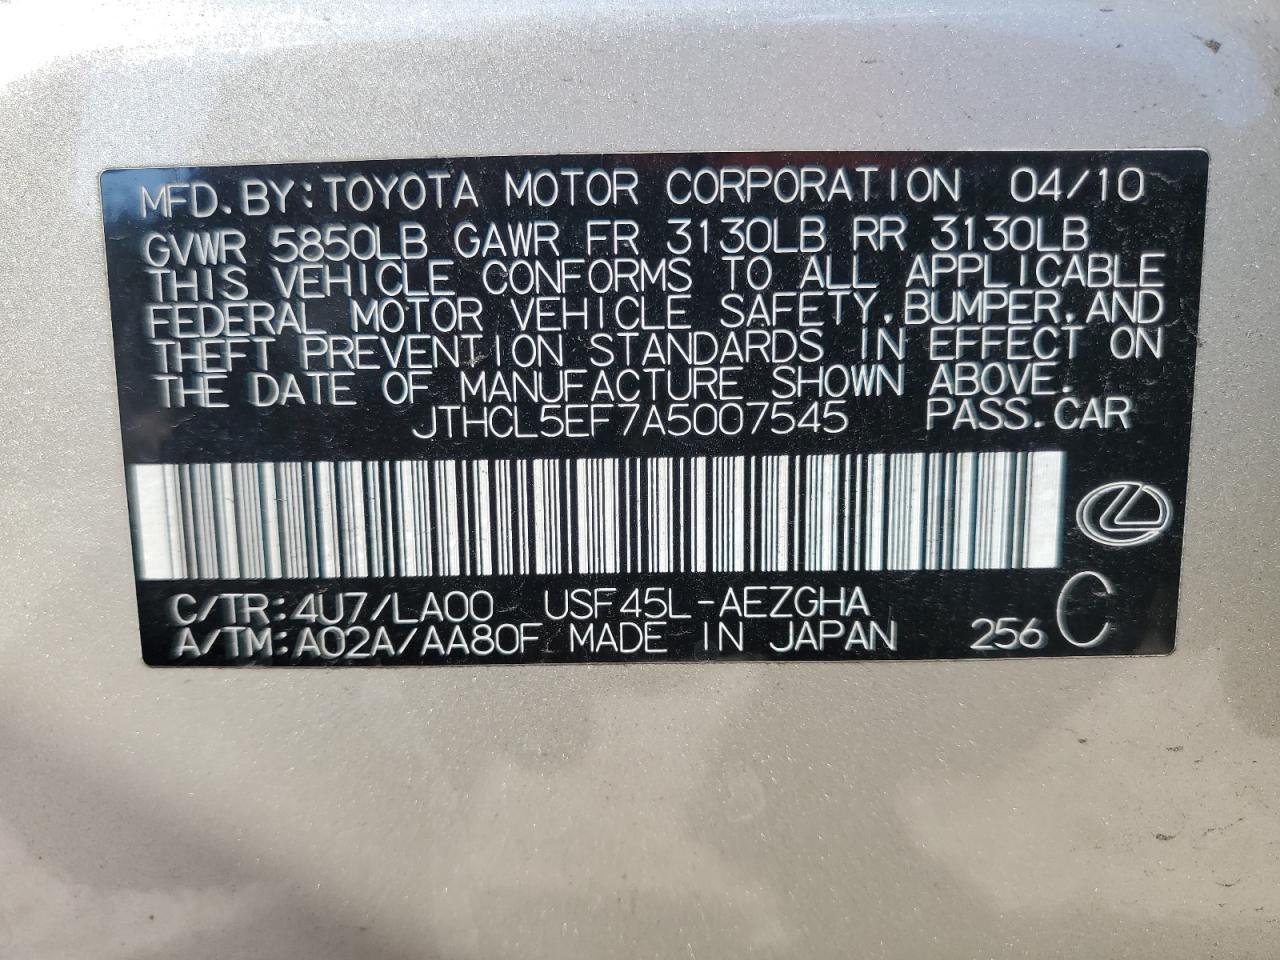 MFD.BY:TOYOTA MOTOR CORPORATION 04/10
GVWR 5850LB GAWR FR 3130LB RR 3130LB
THIS VEHICLE CONFORMS TO ALL APPLICABLE
FEDERAL MOTOR VEHICLE SAFETY,BUMPER,AND
THEFT PREVENTION STANDARDS IN EFFECT ON
THE DATE OF MANUFACTURE SHOWN ABOVE.
JTHCL5EF7A5007545 PASS.CAR
C/TR:4U7/LA00 USF45L-AEZGHA
A/TM:A02A/AA80F MADE IN JAPAN 256 C